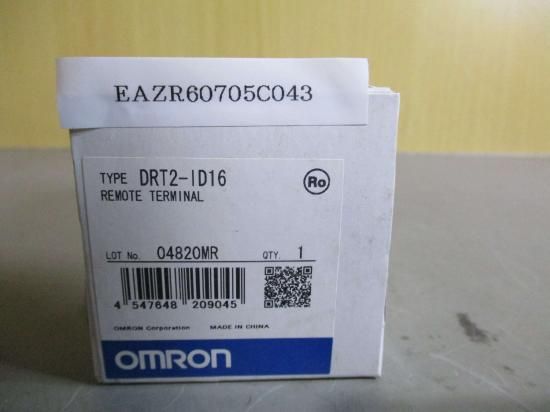 EAZR60705C043
TYPE DRT2-ID16
Ro
REMOTE TERMINAL
LOT No. 04820MR QTY. 1
4 547648 209045
OMRON Corporation MADE IN CHINA
OMRON